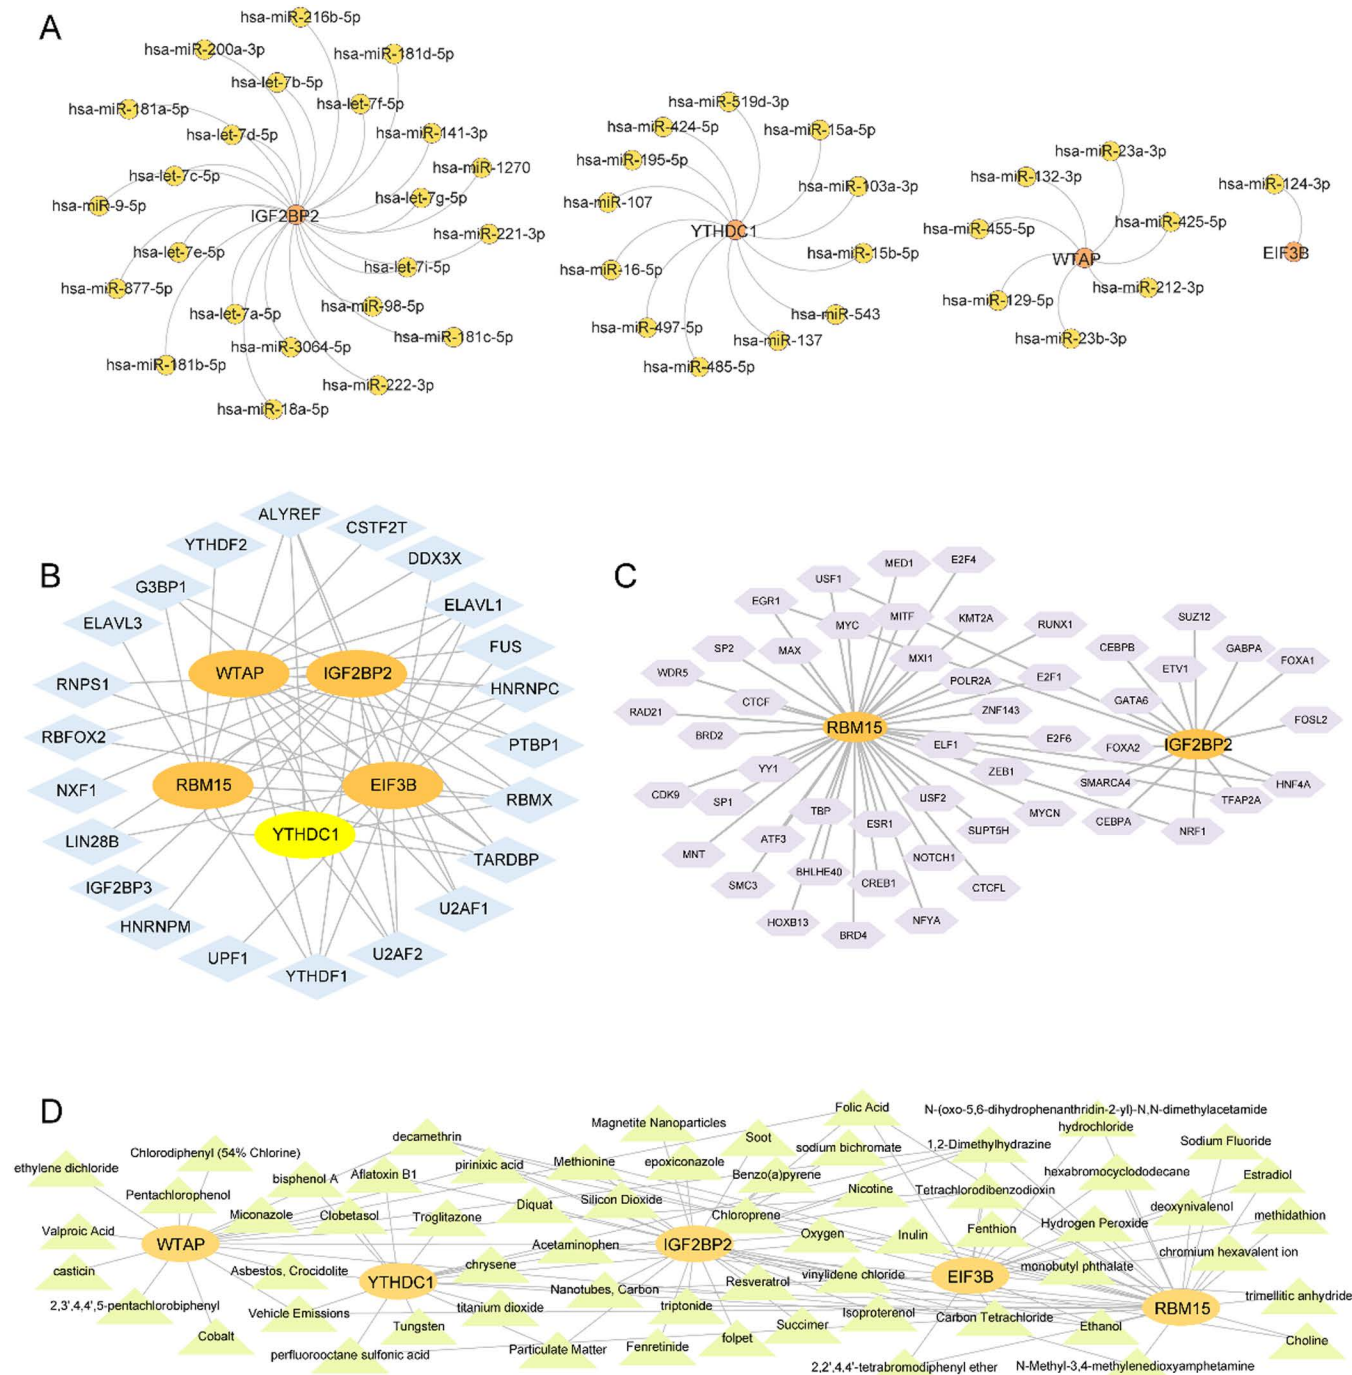 A
hsa-miR-216b-5p
hsa-miR-200a-3p
hsa-miR-181d-5p
hsa-let-7b-5p
hsa-let-7f-5p
hsa-miR-181a-5p
hsa-let-7d-5p
hsa-miR-141-3p
hsa-miR-1270
hsa-let-7c-5p
hsa-let-7g-5p
hsa-miR-9-5p
IGF2BP2
hsa-miR-221-3p
hsa-let-7e-5p
hsa-let-7i-5p
hsa-miR-877-5p
hsa-miR-98-5p
hsa-let-7a-5p
hsa-miR-181c-5p
hsa-miR-3064-5p
hsa-miR-181b-5p
hsa-miR-222-3p
hsa-miR-18a-5p
hsa-miR-519d-3p
hsa-miR-424-5p
hsa-miR-15a-5p
hsa-miR-195-5p
hsa-miR-103a-3p
hsa-miR-107
YTHDC1
hsa-miR-15b-5p
hsa-miR-16-5p
hsa-miR-543
hsa-miR-497-5p
hsa-miR-137
hsa-miR-485-5p
hsa-miR-23a-3p
hsa-miR-132-3p
hsa-miR-425-5p
hsa-miR-455-5p
WTAP
hsa-miR-212-3p
hsa-miR-129-5p
hsa-miR-23b-3p
hsa-miR-124-3p
EIF3B
B
ALYREF
CSTF2T
YTHDF2
DDX3X
G3BP1
ELAVL1
ELAVL3
FUS
WTAP
IGF2BP2
RNPS1
HNRNPC
RBFOX2
PTBP1
RBM15
EIF3B
NXF1
RBMX
YTHDC1
LIN28B
TARDBP
IGF2BP3
U2AF1
HNRNPM
U2AF2
UPF1
YTHDF1
C
MED1
E2F4
USF1
EGR1
MITF
KMT2A
MYC
RUNX1
SUZ12
SP2
MAX
MXI1
CEBPB
GABPA
WDR5
POLR2A
E2F1
ETV1
FOXA1
CTCF
GATA6
RAD21
ZNF143
FOSL2
RBM15
BRD2
E2F6
ELF1
FOXA2
IGF2BP2
YY1
ZEB1
SMARCA4
HNF4A
CDK9
SP1
USF2
TFAP2A
TBP
MYCN
CEBPA
ESR1
SUPT5H
NRF1
ATF3
MNT
NOTCH1
BHLHE40
SMC3
CREB1
CTCFL
HOXB13
NFYA
BRD4
D
Folic Acid
N-(oxo-5,6-dihydrophenanthridin-2-yl)-N,N-dimethylacetamide
hydrochloride
Magnetite Nanoparticles
decamethrin
Soot
1,2-Dimethylhydrazine
Sodium Fluoride
Chlorodiphenyl (54% Chlorine)
sodium bichromate
ethylene dichloride
pirinixic acid
Methionine
epoxiconazole
bisphenol A
Aflatoxin B1
Benzo(a)pyrene
hexabromocyclododecane
Estradiol
Pentachlorophenol
Silicon Dioxide
Nicotine
Tetrachlorodibenzodioxin
Diquat
deoxynivalenol
Miconazole
Clobetasol
Troglitazone
Chloroprene
methidathion
Valproic Acid
Oxygen
Inulin
Fenthion
Hydrogen Peroxide
WTAP
Acetaminophen
IGF2BP2
chromium hexavalent ion
casticin
Asbestos, Crocidolite
chrysene
monobutyl phthalate
YTHDC1
Resveratrol
vinylidene chloride
EIF3B
Nanotubes, Carbon
trimellitic anhydride
2,3',4,4',5-pentachlorobiphenyl
Vehicle Emissions
titanium dioxide
triptonide
Isoproterenol
RBM15
Tungsten
Succimer
Carbon Tetrachloride
Ethanol
Cobalt
folpet
Choline
Fenretinide
perfluorooctane sulfonic acid
Particulate Matter
2,2',4,4'-tetrabromodiphenyl ether
N-Methyl-3,4-methylenedioxyamphetamine